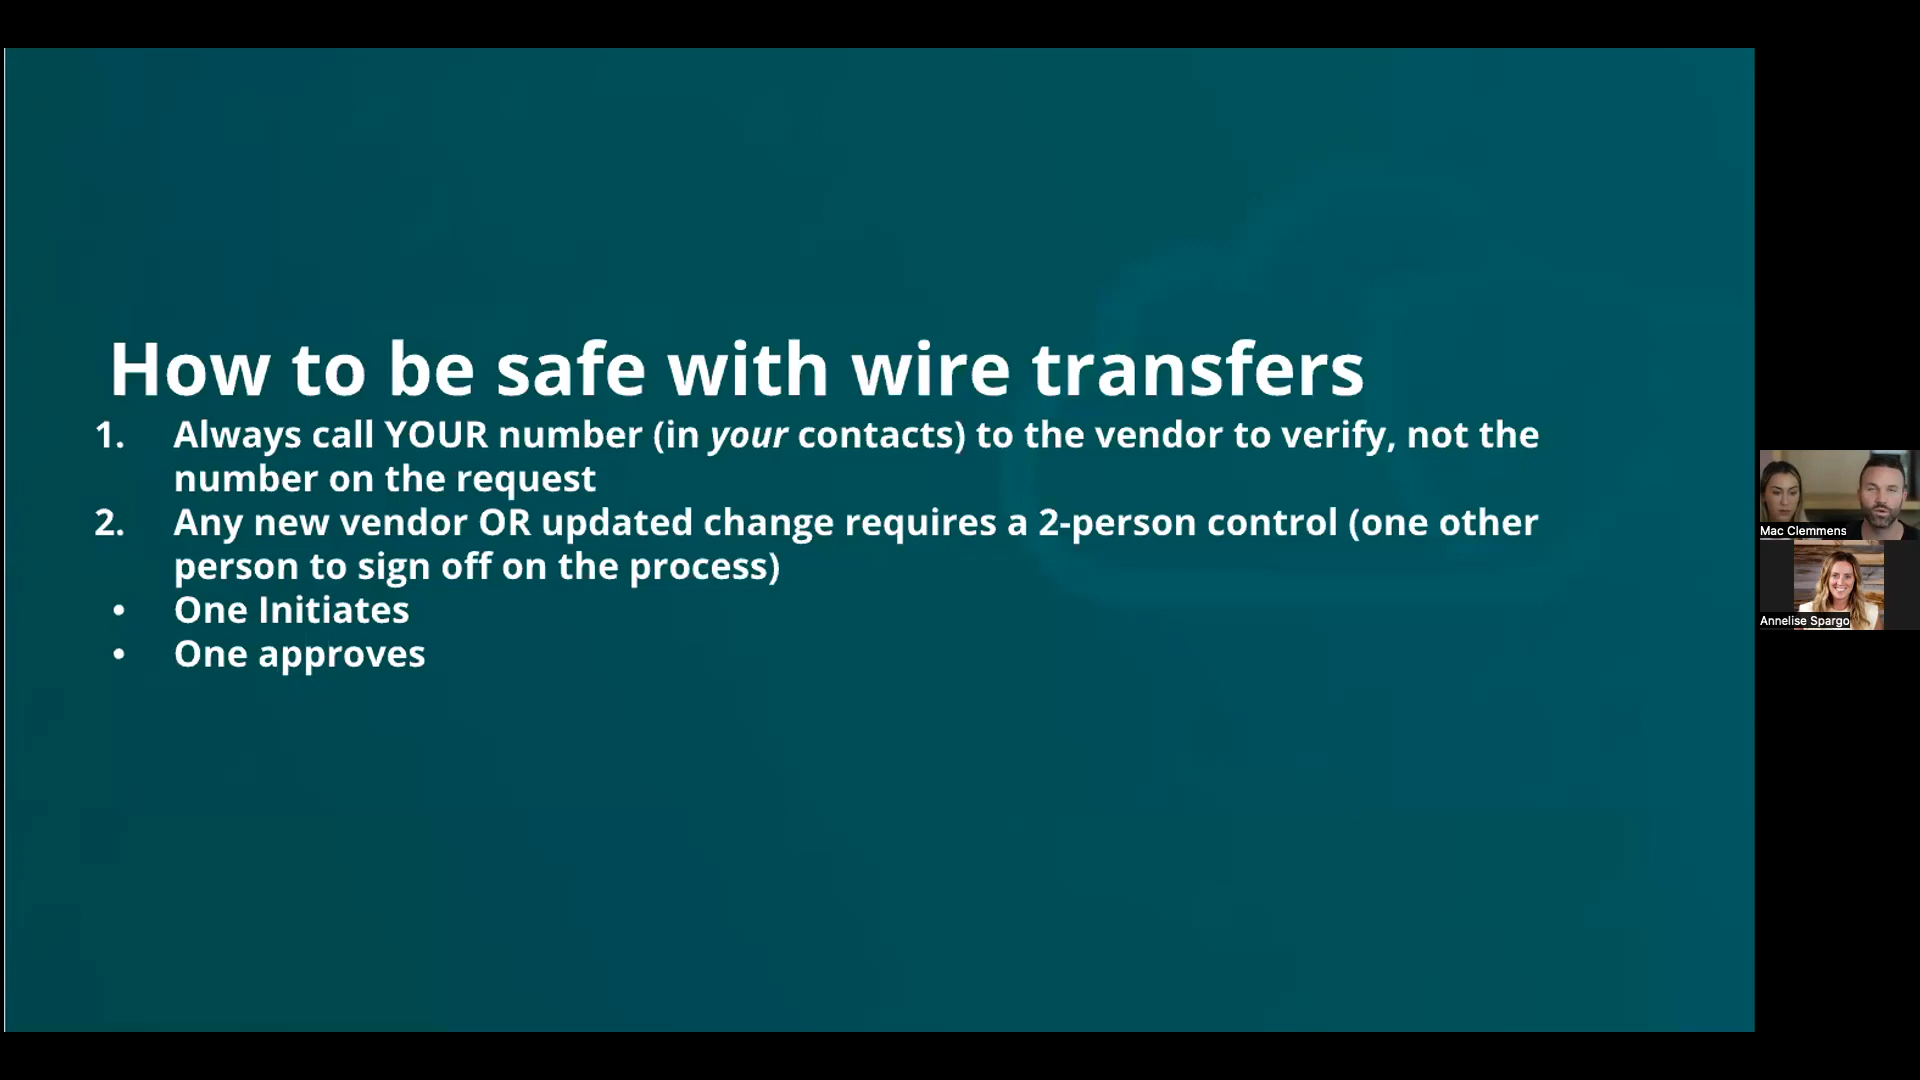 How to be safe with wire transfers
1. Always call YOUR number (in your contacts) to the vendor to verify, not the
number on the request
2. Any new vendor OR updated change requires a 2-person control (one other
person to sign off on the process)
• One Initiates
• One approves
Mac Clemmens
Annelise Spargo